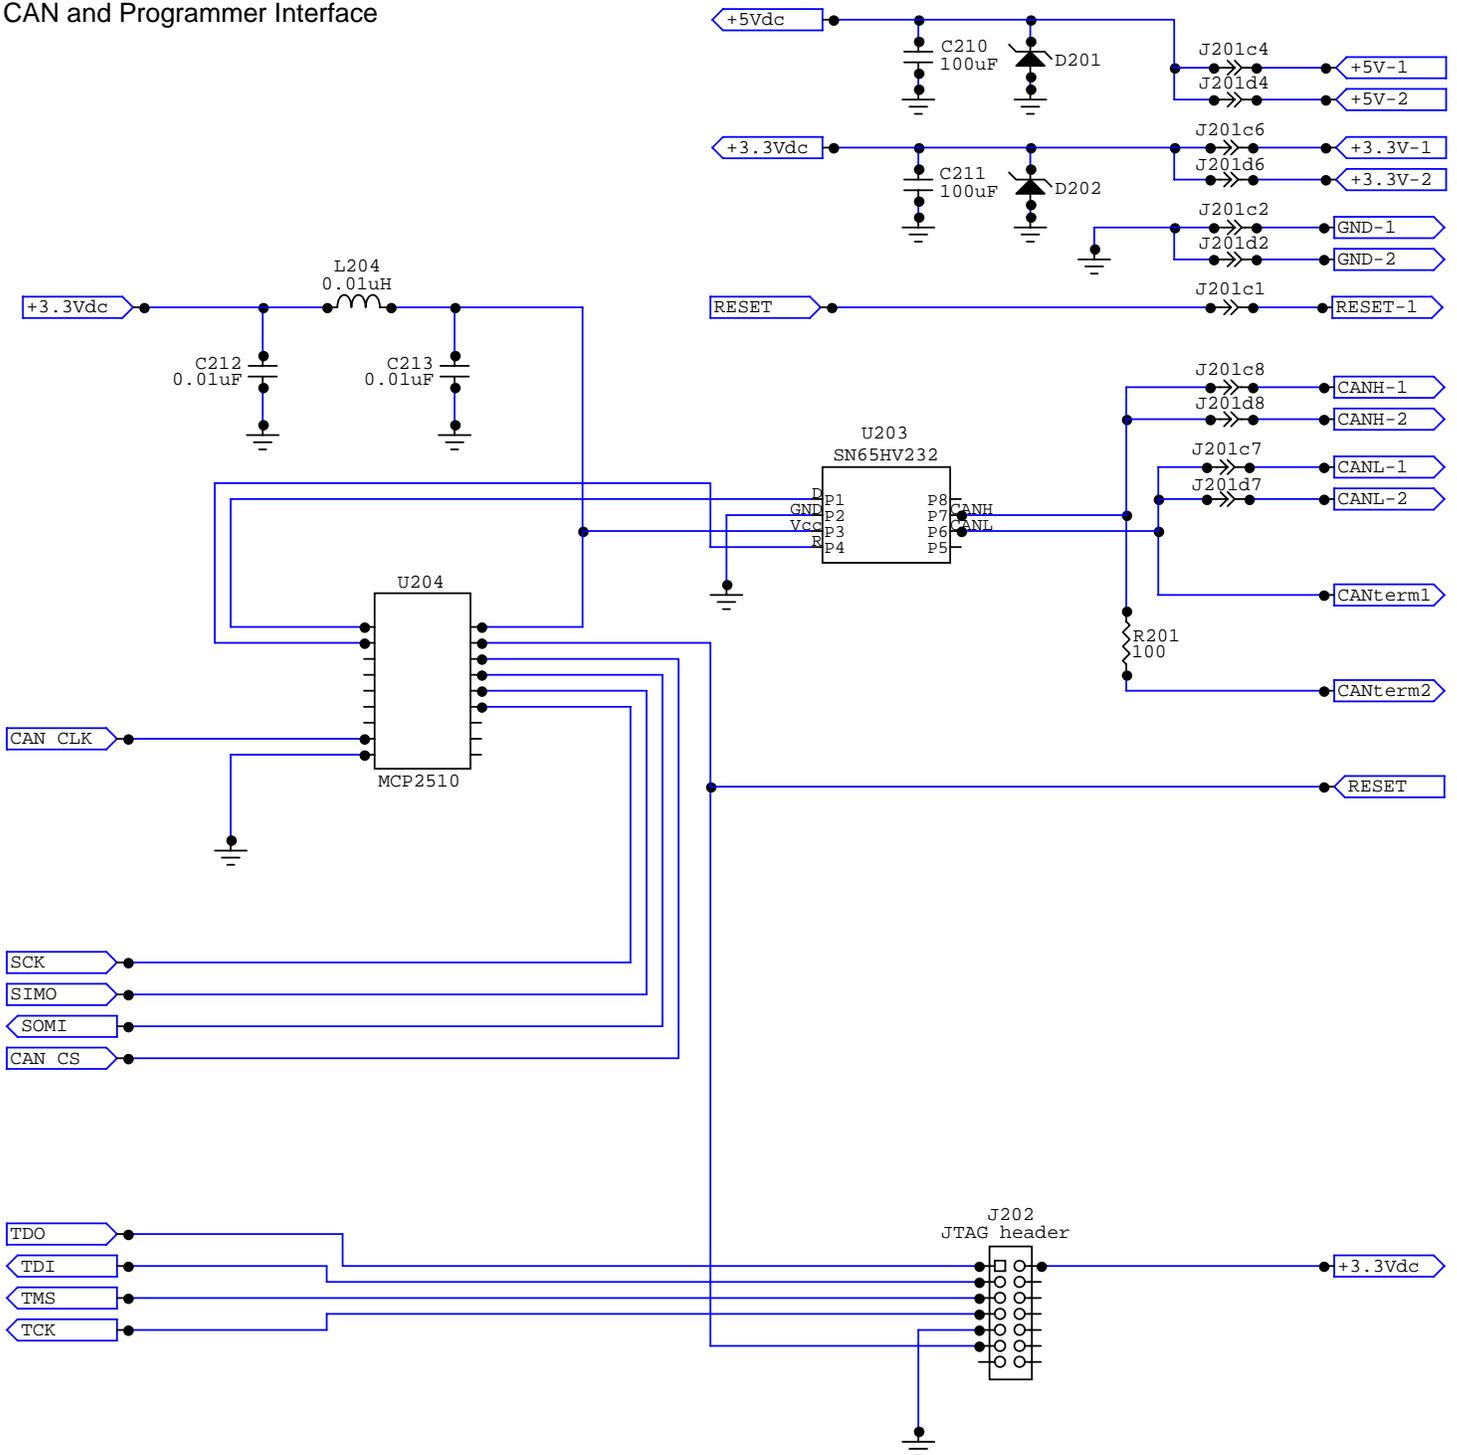 CAN and Programmer Interface
+5Vdc
C210
100uF
D201
J201c4
+5V-1
J201d4
+5V-2
+3.3Vdc
C211
100uF
D202
J201c6
+3.3V-1
J201d6
+3.3V-2
J201c2
GND-1
J201d2
GND-2
L204
0.01uH
+3.3Vdc
C212
0.01uF
C213
0.01uF
RESET
J201c1
RESET-1
J201c8
CANH-1
J201d8
CANH-2
J201c7
CANL-1
J201d7
CANL-2
U203
SN65HV232
D
P1
P8
GND
P2
P7
CANH
Vcc
P3
P6
CANL
R
P4
P5
U204
MCP2510
CANterm1
R201
100
CANterm2
CAN CLK
RESET
SCK
SIMO
SOMI
CAN CS
TDO
TDI
TMS
TCK
J202
JTAG header
+3.3Vdc